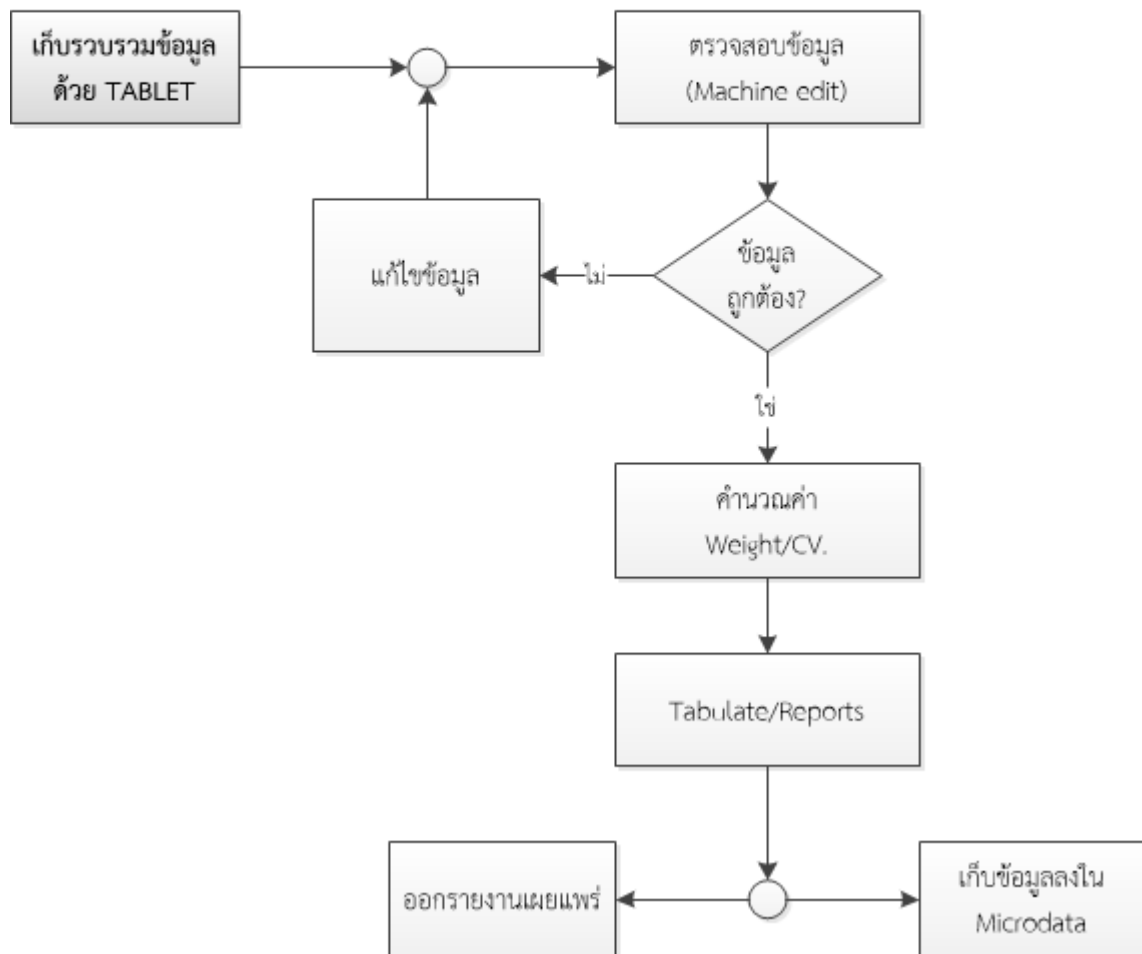 เก็บรวบรวมข้อมูล
ด้วย TABLET
ตรวจสอบข้อมูล
(Machine edit)
แก้ไขข้อมูล
ไม่
ข้อมูล
ถูกต้อง?
ใช่
คำนวณค่า
Weight/CV.
Tabulate/Reports
ออกรายงานเผยแพร่
เก็บข้อมูลลงใน
Microdata